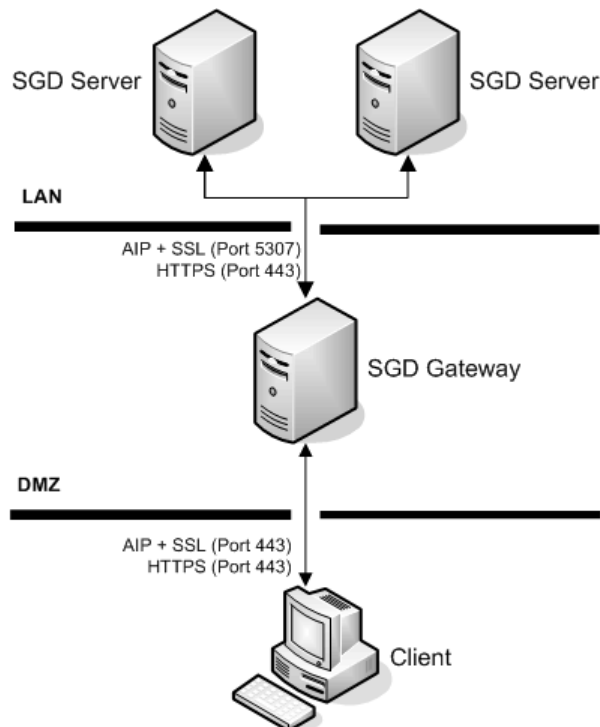 SGD Server
SGD Server
LAN
AIP + SSL (Port 5307)
HTTPS (Port 443)
SGD Gateway
DMZ
AIP + SSL (Port 443)
HTTPS (Port 443)
Client